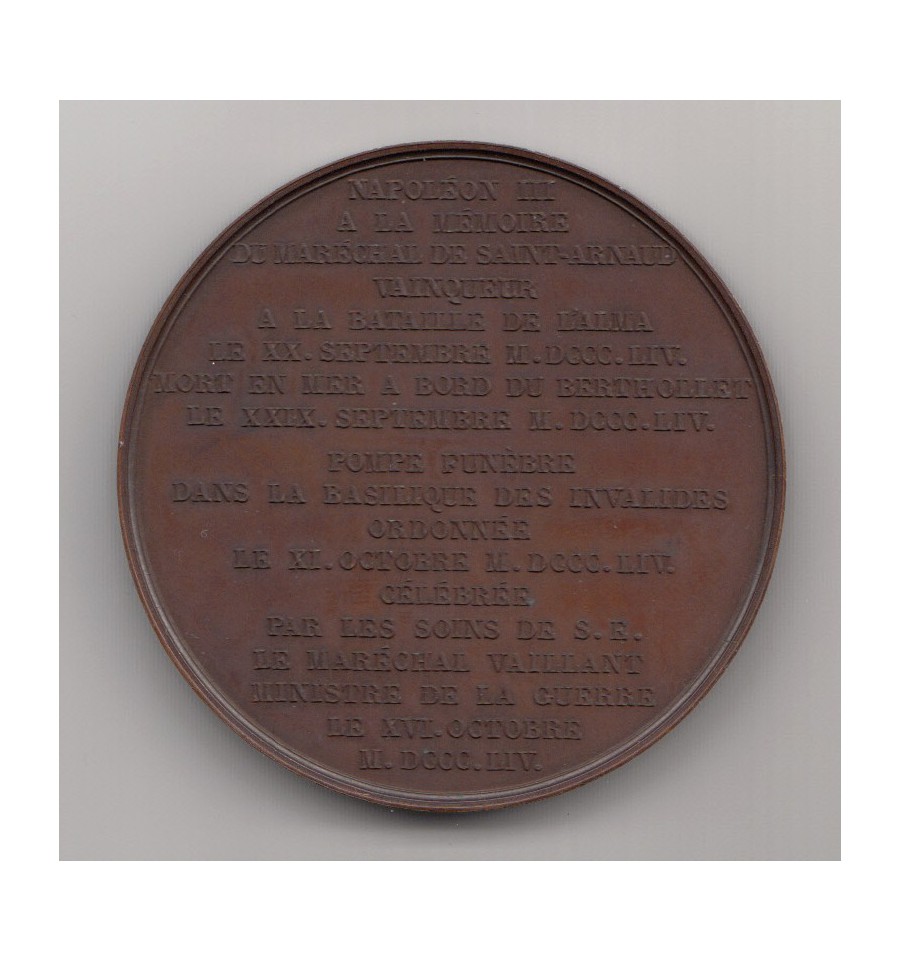 NAPOLÉON III
A LA MÉMOIRE
DU MARÉCHAL DE SAINT-ARNAUD
VAINQUEUR
A LA BATAILLE DE L'ALMA
LE XX. SEPTEMBRE M. DCCC. LIV.
MORT EN MER A BORD DU BERTHOLLET
LE XXIX. SEPTEMBRE M. DCCC. LIV.
POMPE FUNÈBRE
DANS LA BASILIQUE DES INVALIDES
ORDONNÉE
LE XI. OCTOBRE M. DCCC. LIV.
CÉLÉBRÉE
PAR LES SOINS DE S. E.
LE MARÉCHAL VAILLANT
MINISTRE DE LA GUERRE
LE XVI. OCTOBRE
M. DCCC. LIV.